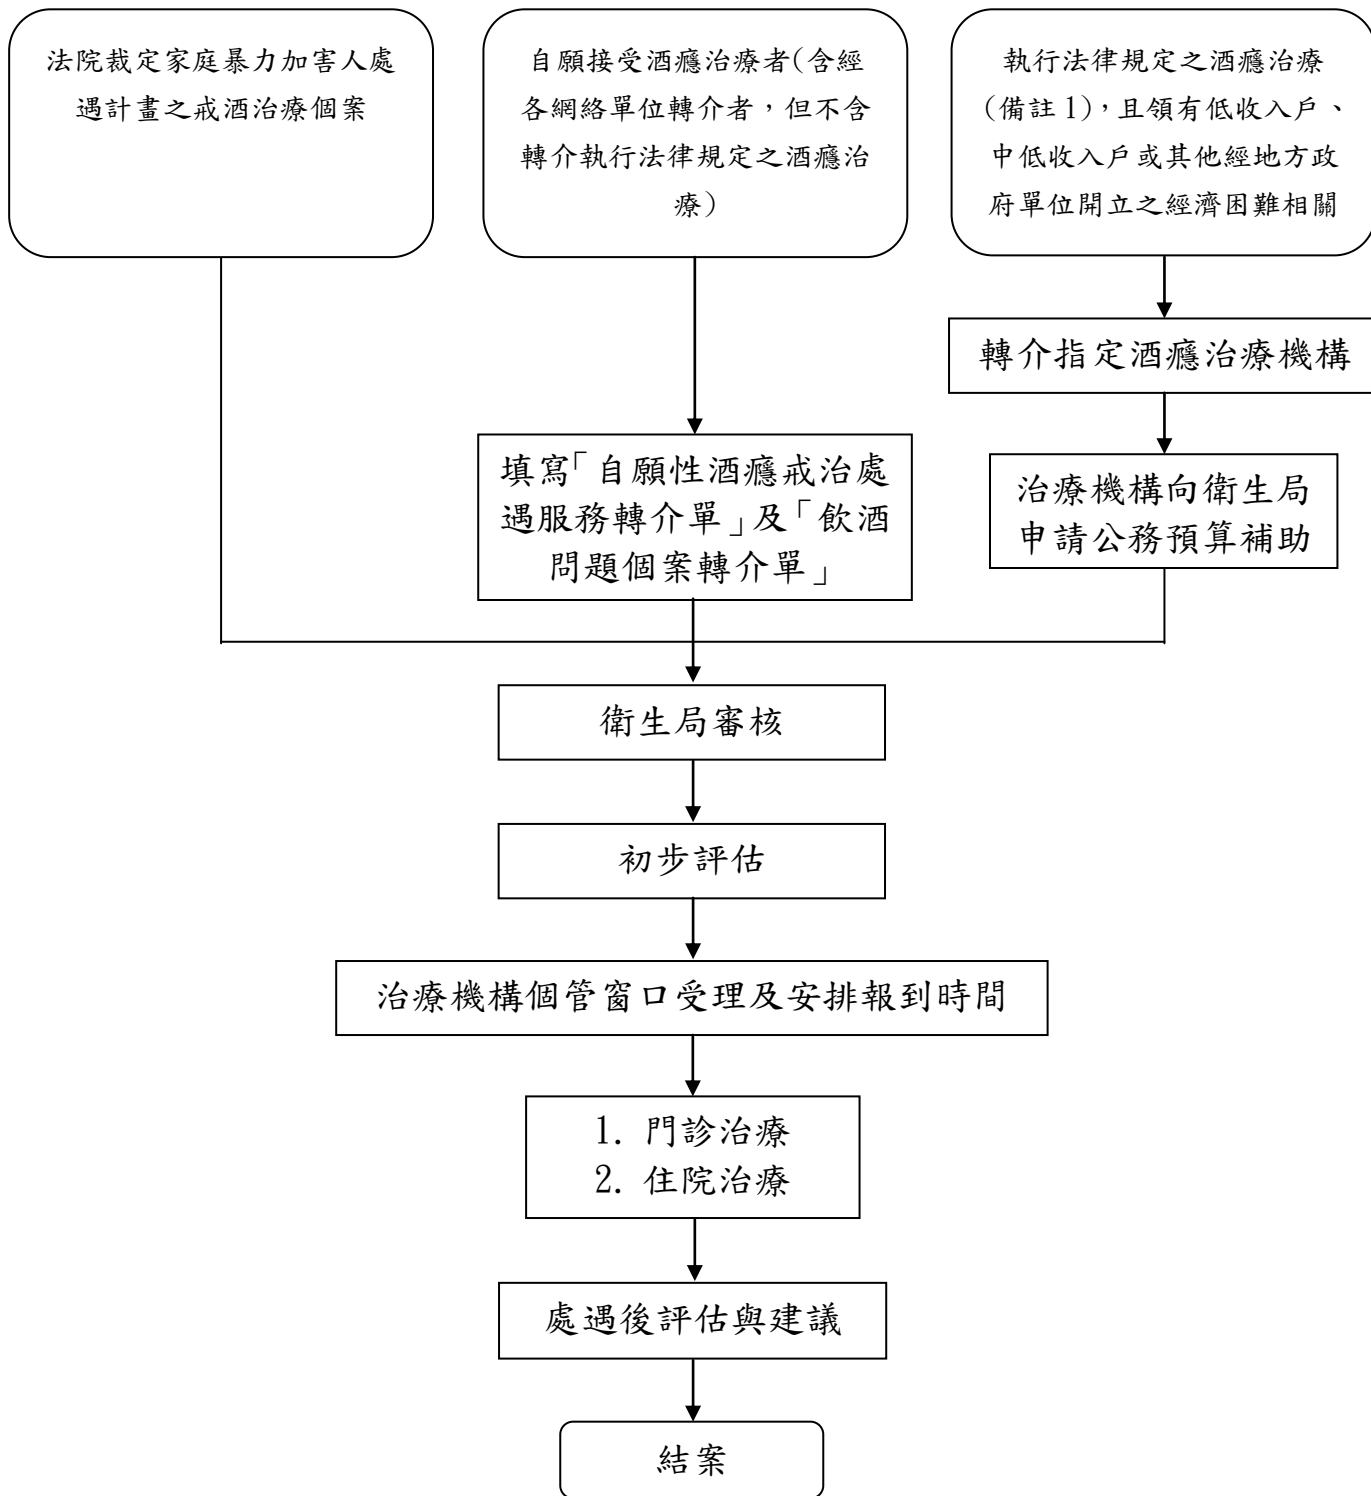 法院裁定家庭暴力加害人處
遇計畫之戒酒治療個案
自願接受酒癮治療者(含經
各網絡單位轉介者，但不含
轉介執行法律規定之酒癮治
療)
執行法律規定之酒癮治療
(備註1)，且領有低收入戶、
中低收入戶或其他經地方政
府單位開立之經濟困難相關
轉介指定酒癮治療機構
填寫「自願性酒癮戒治處
遇服務轉介單」及「飲酒
問題個案轉介單」
治療機構向衛生局
申請公務預算補助
衛生局審核
初步評估
治療機構個管窗口受理及安排報到時間
1. 門診治療
2. 住院治療
處遇後評估與建議
結案